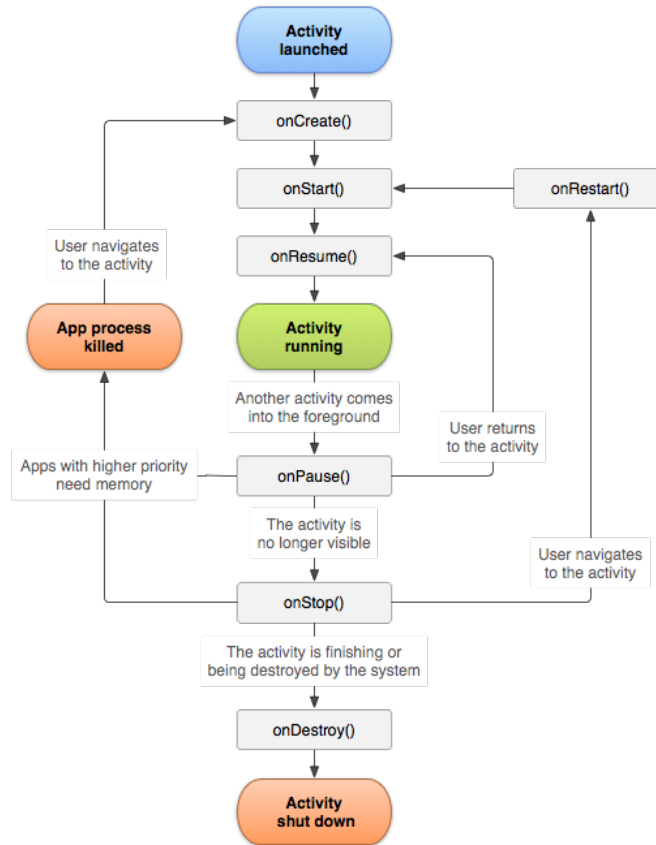 Activity
launched
onCreate()
onStart()
onRestart()
User navigates
to the activity
onResume()
App process
killed
Activity
running
Another activity comes
into the foreground
User returns
to the activity
Apps with higher priority
need memory
onPause()
The activity is
no longer visible
User navigates
to the activity
onStop()
The activity is finishing or
being destroyed by the system
onDestroy()
Activity
shut down